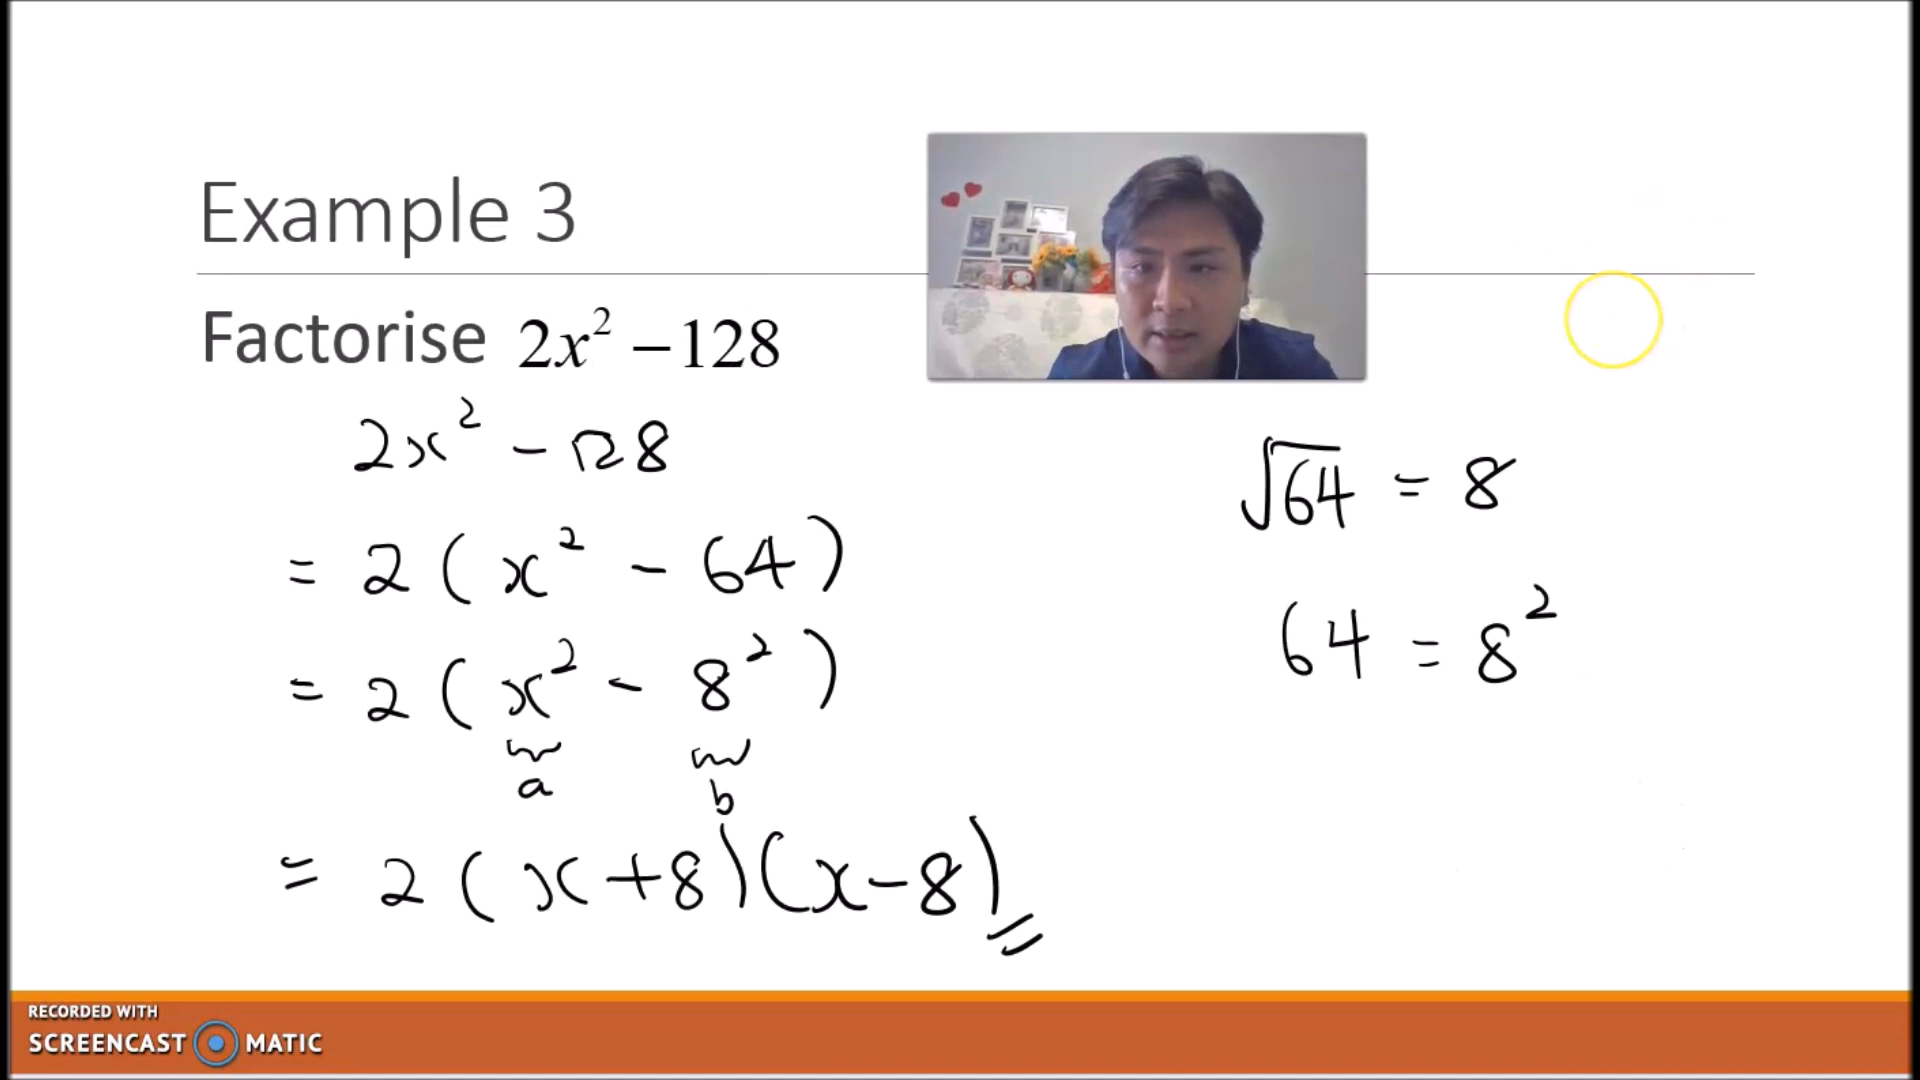 Example 3
Factorise 2x² − 128
2x² − 128
= 2 ( x² − 64 )
= 2 ( x² − 8² )
a b
= 2 ( x + 8 ) ( x − 8 )
√64 = 8
64 = 8²
RECORDED WITH
SCREENCAST MATIC